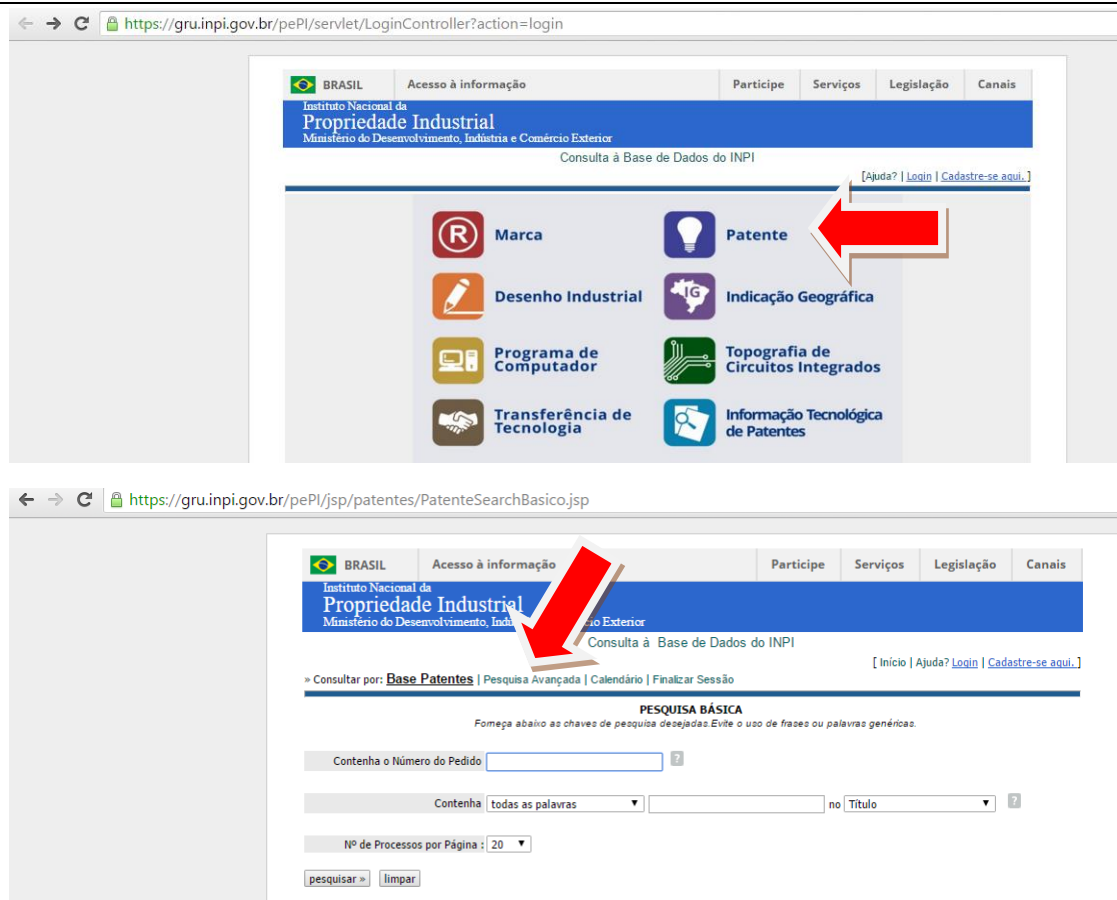 https://gru.inpi.gov.br/pePI/servlet/LoginController?action=login
BRASIL Acesso à informação Participe Serviços Legislação Canais
Instituto Nacional da
Propriedade Industrial
Ministério do Desenvolvimento, Indústria e Comércio Exterior
Consulta à Base de Dados do INPI
[Ajuda? | Login | Cadastre-se aqui. ]
R Marca Patente
Desenho Industrial IG Indicação Geográfica
Programa de Computador Topografia de Circuitos Integrados
Transferência de Tecnologia Informação Tecnológica de Patentes
https://gru.inpi.gov.br/pePI/jsp/patentes/PatenteSearchBasico.jsp
BRASIL Acesso à informação Participe Serviços Legislação Canais
Instituto Nacional da
Propriedade Industrial
Ministério do Desenvolvimento, Exterior
Consulta à Base de Dados do INPI
[ Início | Ajuda? Login | Cadastre-se aqui. ]
» Consultar por: Base Patentes | Pesquisa Avançada | Calendário | Finalizar Sessão
PESQUISA BÁSICA
Forneça abaixo as chaves de pesquisa desejadas.Evite o uso de frases ou palavras genéricas.
Contenha o Número do Pedido ?
Contenha todas as palavras no Título ?
Nº de Processos por Página : 20
pesquisar » limpar